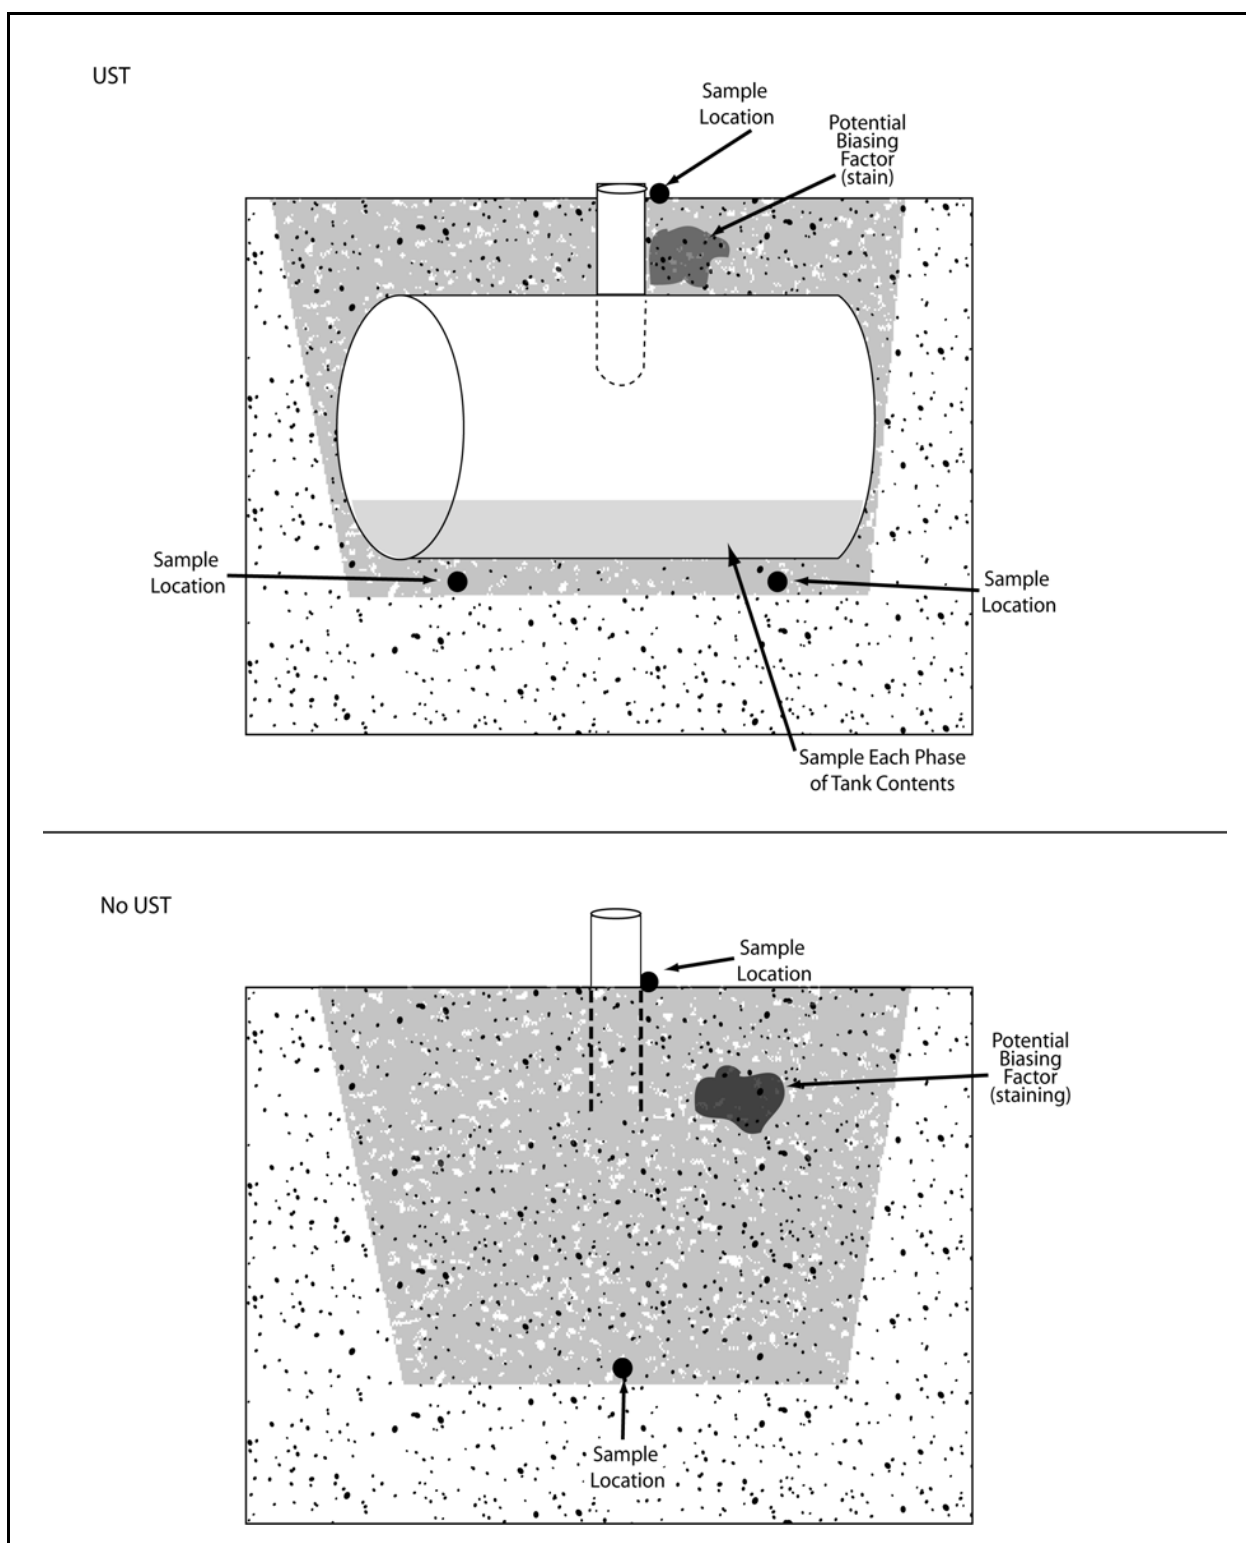 UST
Sample
Location
Potential
Biasing
Factor
(stain)
Sample
Location
Sample
Location
Sample Each Phase
of Tank Contents
No UST
Sample
Location
Potential
Biasing
Factor
(staining)
Sample
Location